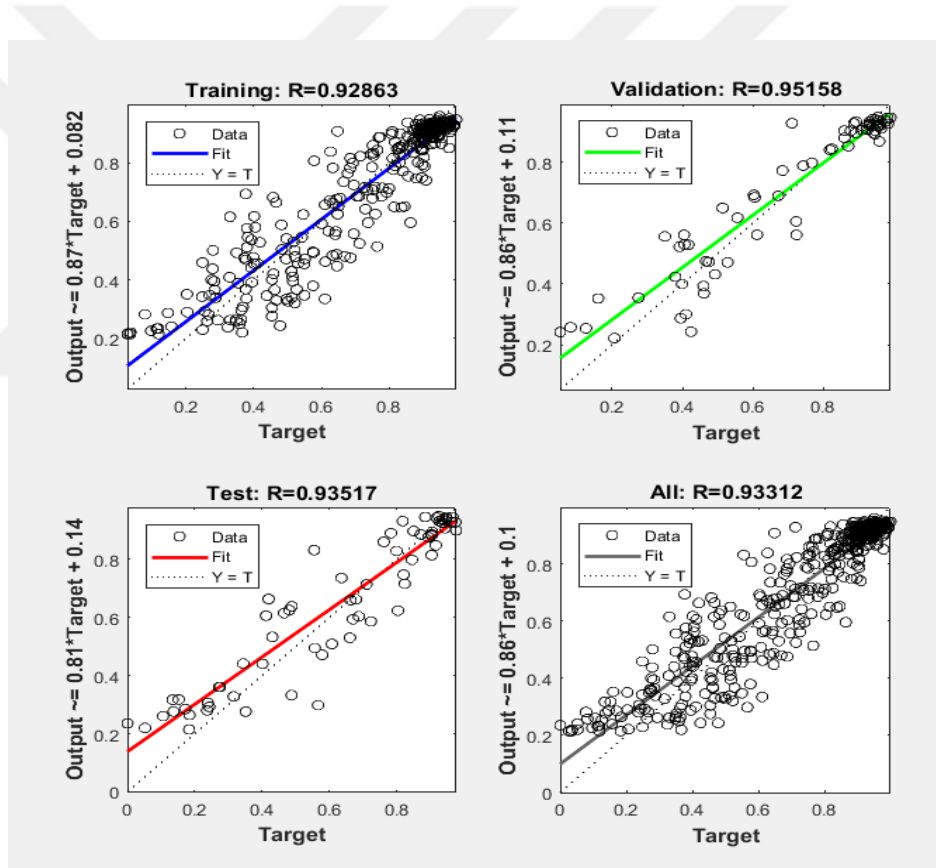 Training: R=0.92863
Output ~= 0.87*Target + 0.082
Data
Fit
Y = T
0.8
0.6
0.4
0.2
0.2 0.4 0.6 0.8
Target
Validation: R=0.95158
Output ~= 0.86*Target + 0.11
Data
Fit
Y = T
0.8
0.6
0.4
0.2
0.2 0.4 0.6 0.8
Target
Test: R=0.93517
Output ~= 0.81*Target + 0.14
Data
Fit
Y = T
0.8
0.6
0.4
0.2
0
0 0.2 0.4 0.6 0.8
Target
All: R=0.93312
Output ~= 0.86*Target + 0.1
Data
Fit
Y = T
1
0.8
0.6
0.4
0.2
0
0 0.2 0.4 0.6 0.8
Target